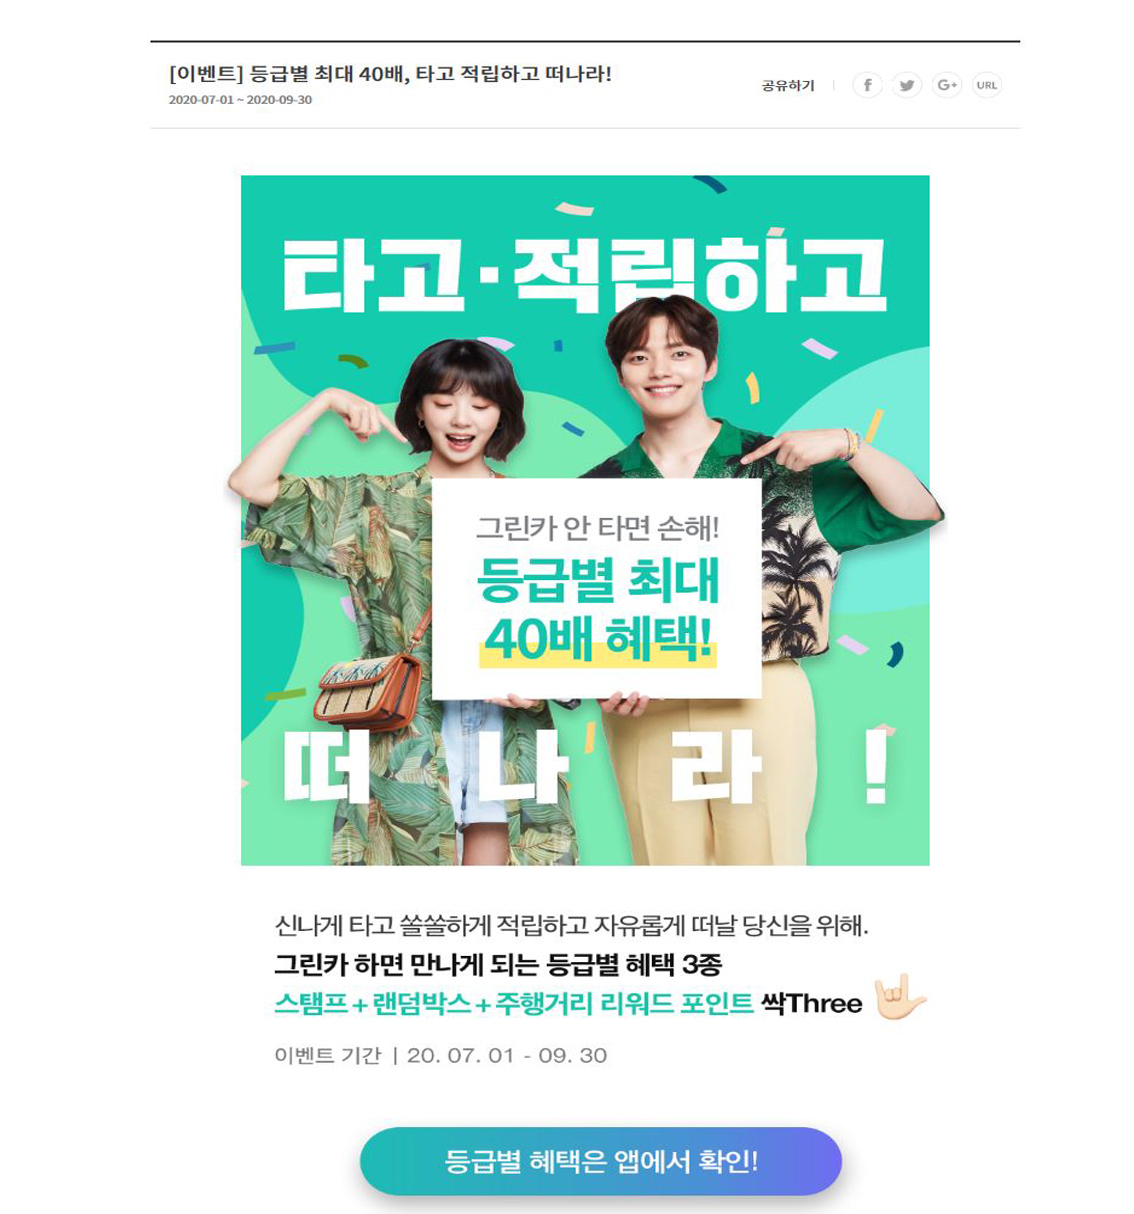 [이벤트] 등급별 최대 40배, 타고 적립하고 떠나라!
2020-07-01 ~ 2020-09-30
공유하기
f
G+
URL
타고·적립하고
그린카 안 타면 손해!
등급별 최대
40배 혜택!
떠나라!
신나게 타고 쏠쏠하게 적립하고 자유롭게 떠날 당신을 위해.
그린카 하면 만나게 되는 등급별 혜택 3종
스탬프+랜덤박스+주행거리 리워드 포인트 싹Three
이벤트 기간 | 20. 07. 01 - 09. 30
등급별 혜택은 앱에서 확인!